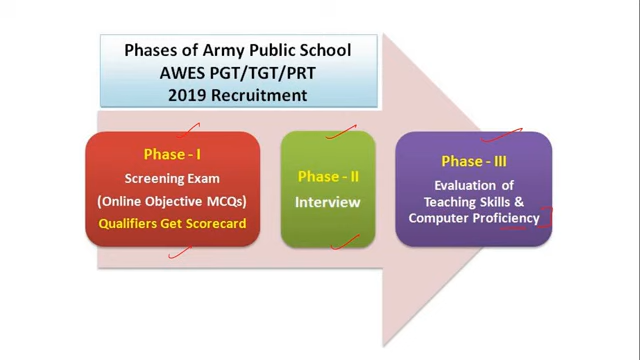 Phases of Army Public School
AWES PGT/TGT/PRT
2019 Recruitment
Phase - I
Screening Exam
(Online Objective MCQs)
Qualifiers Get Scorecard
Phase - II
Interview
Phase - III
Evaluation of
Teaching Skills &
Computer Proficiency